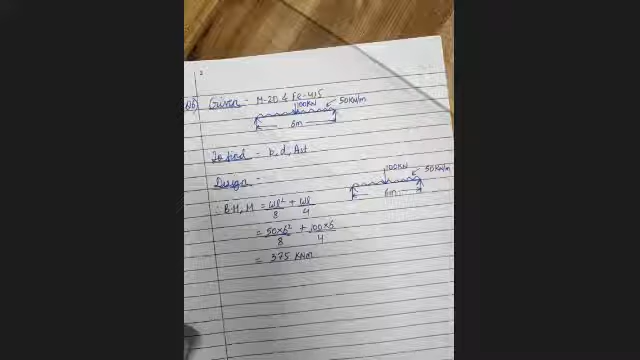 Q6) Given - M-20 & Fe-415
100KN
50KN/m
6m
To find - b, d, Ast
Design -
100KN
50KN/m
6m
∴ B.M, M = wl²/8 + wl/4
= 50×6²/8 + 100×6/4
= 375 KNm